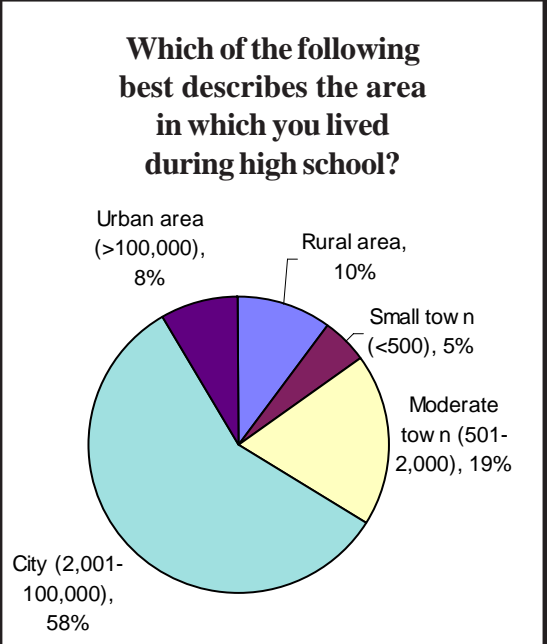 Which of the following
best describes the area
in which you lived
during high school?
Urban area
(>100,000),
8%
Rural area,
10%
Small tow n
(<500), 5%
Moderate
tow n (501-
2,000), 19%
City (2,001-
100,000),
58%